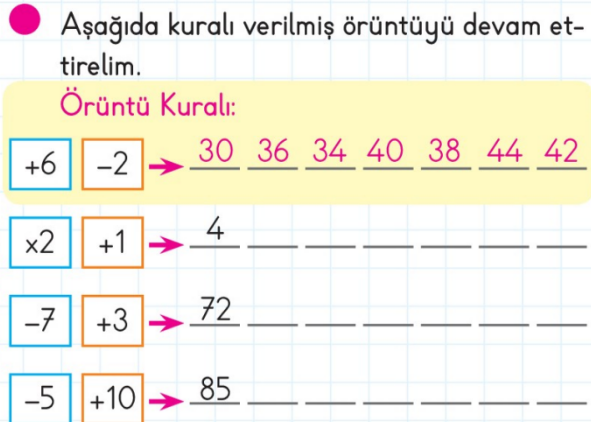 Aşağıda kuralı verilmiş örüntüyü devam et-
tirelim.
Örüntü Kuralı:
+6 -2 30 36 34 40 38 44 42
x2 +1 4
-7 +3 72
-5 +10 85